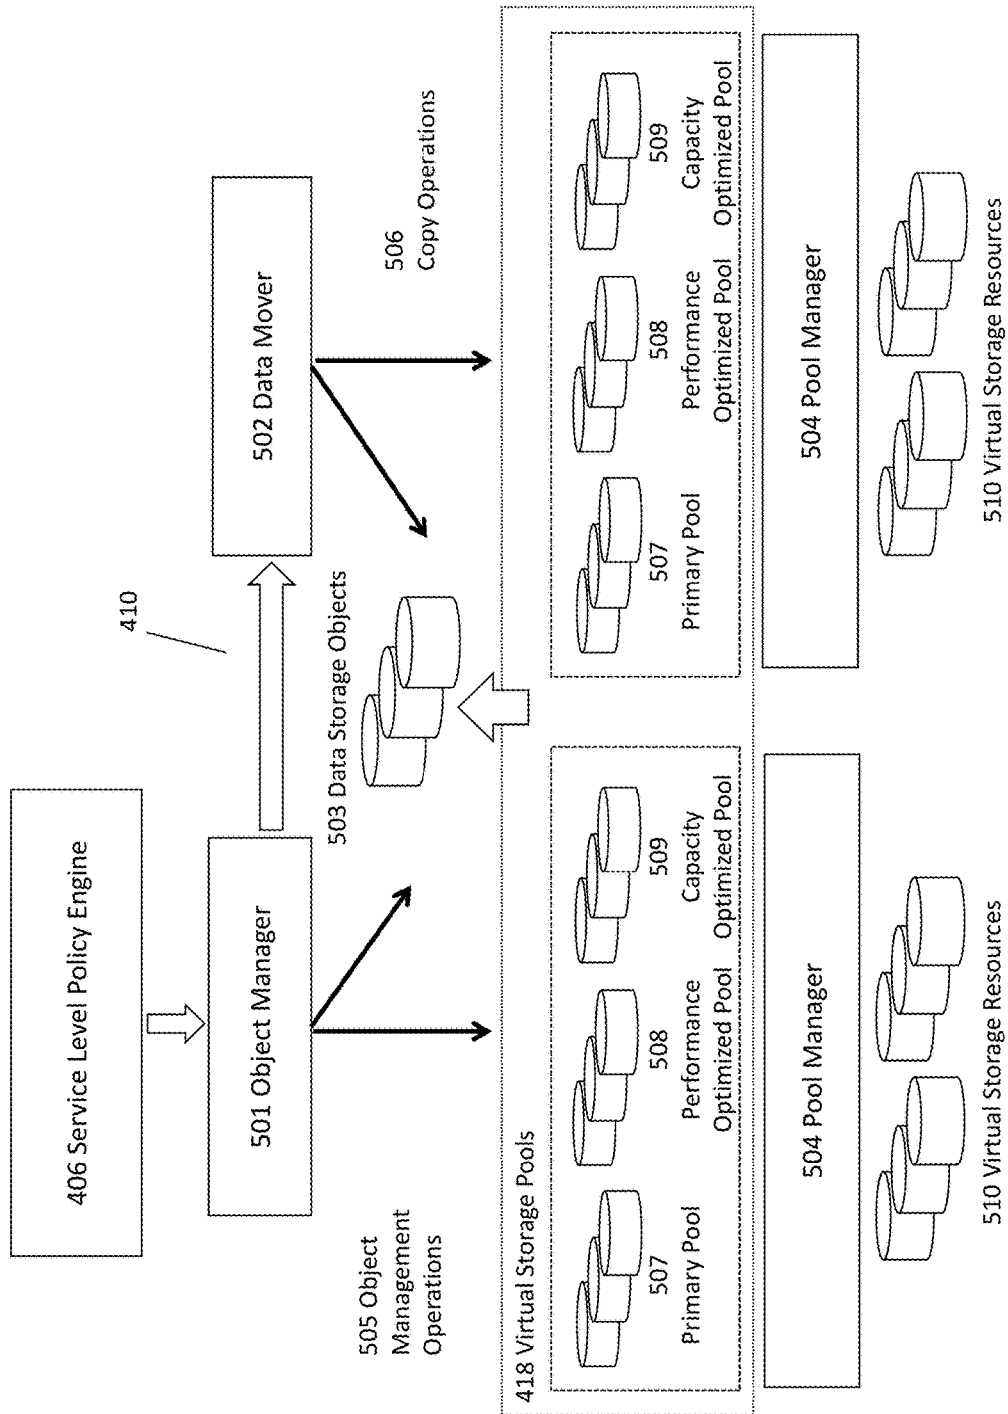 406 Service Level Policy Engine
501 Object Manager
410
502 Data Mover
505 Object
Management
Operations
503 Data Storage Objects
506
Copy Operations
418 Virtual Storage Pools
507
Primary Pool
508
Performance
Optimized Pool
509
Capacity
Optimized Pool
507
Primary Pool
508
Performance
Optimized Pool
509
Capacity
Optimized Pool
504 Pool Manager
504 Pool Manager
510 Virtual Storage Resources
510 Virtual Storage Resources